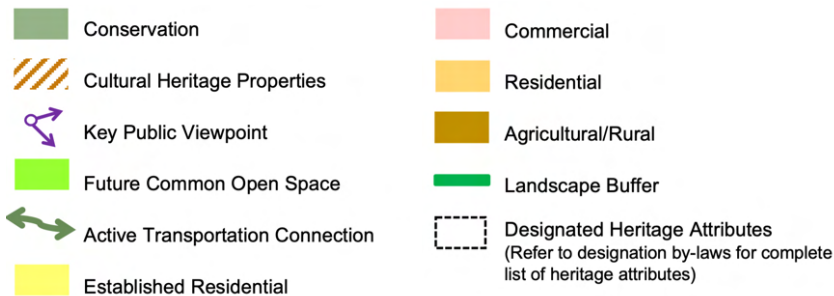 Conservation
Cultural Heritage Properties
Key Public Viewpoint
Future Common Open Space
Active Transportation Connection
Established Residential
Commercial
Residential
Agricultural/Rural
Landscape Buffer
Designated Heritage Attributes
(Refer to designation by-laws for complete
list of heritage attributes)